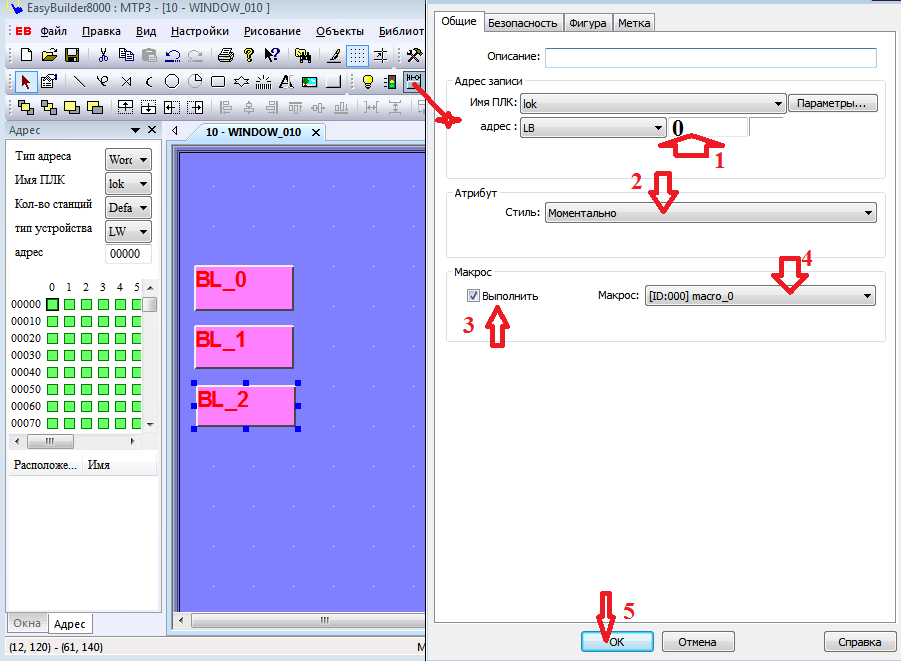 EasyBuilder8000 : MTP3 - [10 - WINDOW_010 ]
EB Файл Правка Вид Настройки Рисование Объекты Библиот
Адрес
10 - WINDOW_010
Тип адреса Word
Имя ПЛК lok
Кол-во станций Defa
тип устройства LW
адрес 00000
0 1 2 3 4 5
00000
00010
00020
00030
00040
00050
00060
00070
Расположе... Имя
Окна Адрес
(12, 120) - (61, 140)
BL_0
BL_1
BL_2
Общие Безопасность Фигура Метка
Описание:
Адрес записи
Имя ПЛК: lok Параметры...
адрес : LB 0
1
Атрибут
2
Стиль: Моментально
Макрос
4
Выполнить Макрос: [ID:000] macro_0
3
5
OK Отмена Справка